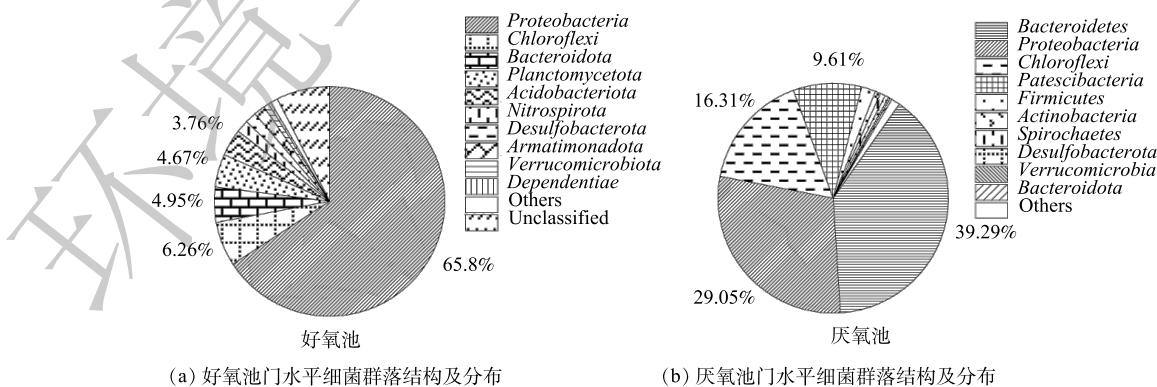 环境
Proteobacteria
Chloroflexi
Bacteroidota
Planctomycetota
Acidobacteriota
Nitrospirota
Desulfobacterota
Armatimonadota
Verrucomicrobiota
Dependentiae
Others
Unclassified
3.76%
4.67%
4.95%
6.26%
65.8%
好氧池
(a) 好氧池门水平细菌群落结构及分布
Bacteroidetes
Proteobacteria
Chloroflexi
Patescibacteria
Firmicutes
Actinobacteria
Spirochaetes
Desulfobacterota
Verrucomicrobia
Bacteroidota
Others
9.61%
16.31%
39.29%
29.05%
厌氧池
(b) 厌氧池门水平细菌群落结构及分布